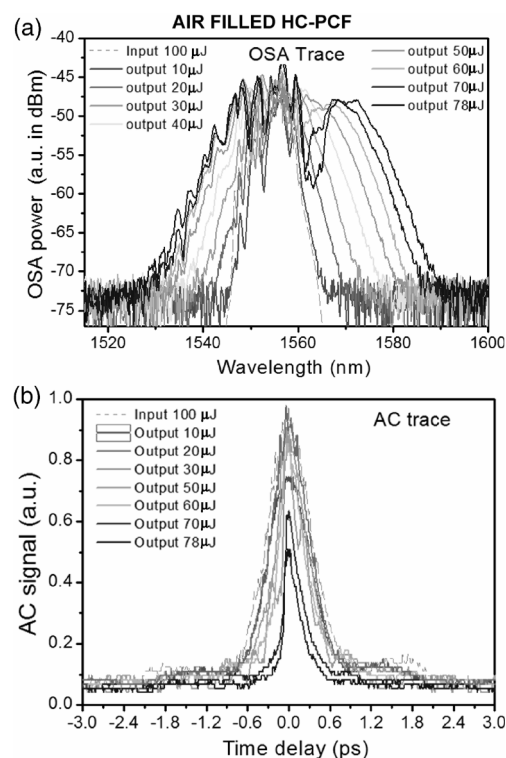 AIR FILLED HC-PCF
(a)
OSA Trace
Input 100 μJ
output 10μJ
output 20μJ
output 30μJ
output 40μJ
output 50μJ
output 60μJ
output 70μJ
output 78μJ
OSA power (a.u. in dBm)
-40
-45
-50
-55
-60
-65
-70
-75
1520 1540 1560 1580 1600
Wavelength (nm)
(b)
AC trace
Input 100 μJ
Output 10μJ
Output 20μJ
Output 30μJ
Output 50μJ
Output 60μJ
Output 70μJ
Output 78μJ
AC signal (a.u.)
1.0
0.8
0.6
0.4
0.2
0.0
-3.0 -2.4 -1.8 -1.2 -0.6 0.0 0.6 1.2 1.8 2.4 3.0
Time delay (ps)